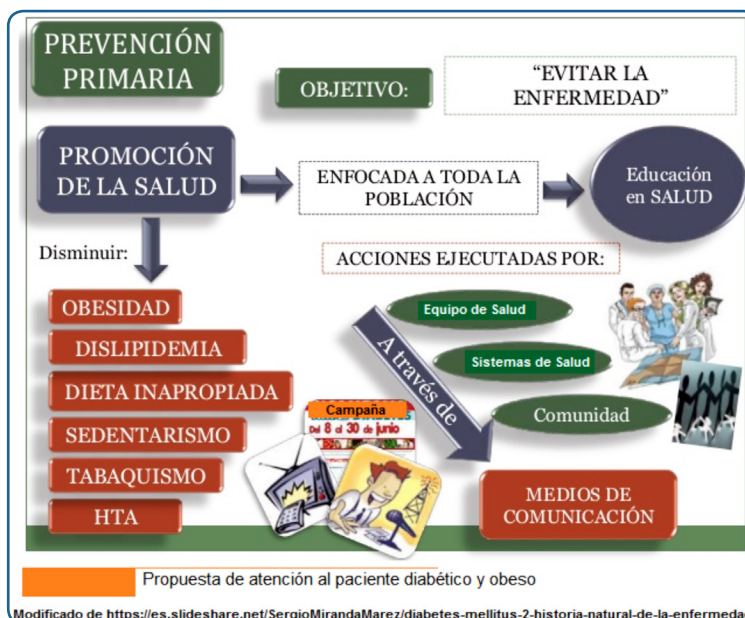 PREVENCIÓN
PRIMARIA
OBJETIVO:
“EVITAR LA
ENFERMEDAD”
PROMOCIÓN
DE LA SALUD
ENFOCADA A TODA LA
POBLACIÓN
Educación
en SALUD
Disminuir:
ACCIONES EJECUTADAS POR:
OBESIDAD
DISLIPIDEMIA
DIETA INAPROPIADA
SEDENTARISMO
TABAQUISMO
HTA
A través de
Equipo de Salud
Sistemas de Salud
Comunidad
Campaña
Del 8 al 30 de junio
MEDIOS DE
COMUNICACIÓN
Propuesta de atención al paciente diabético y obeso
Modificado de https://es.slideshare.net/SergioMirandaMarez/diabetes-mellitus-2-historia-natural-de-la-enfermeda